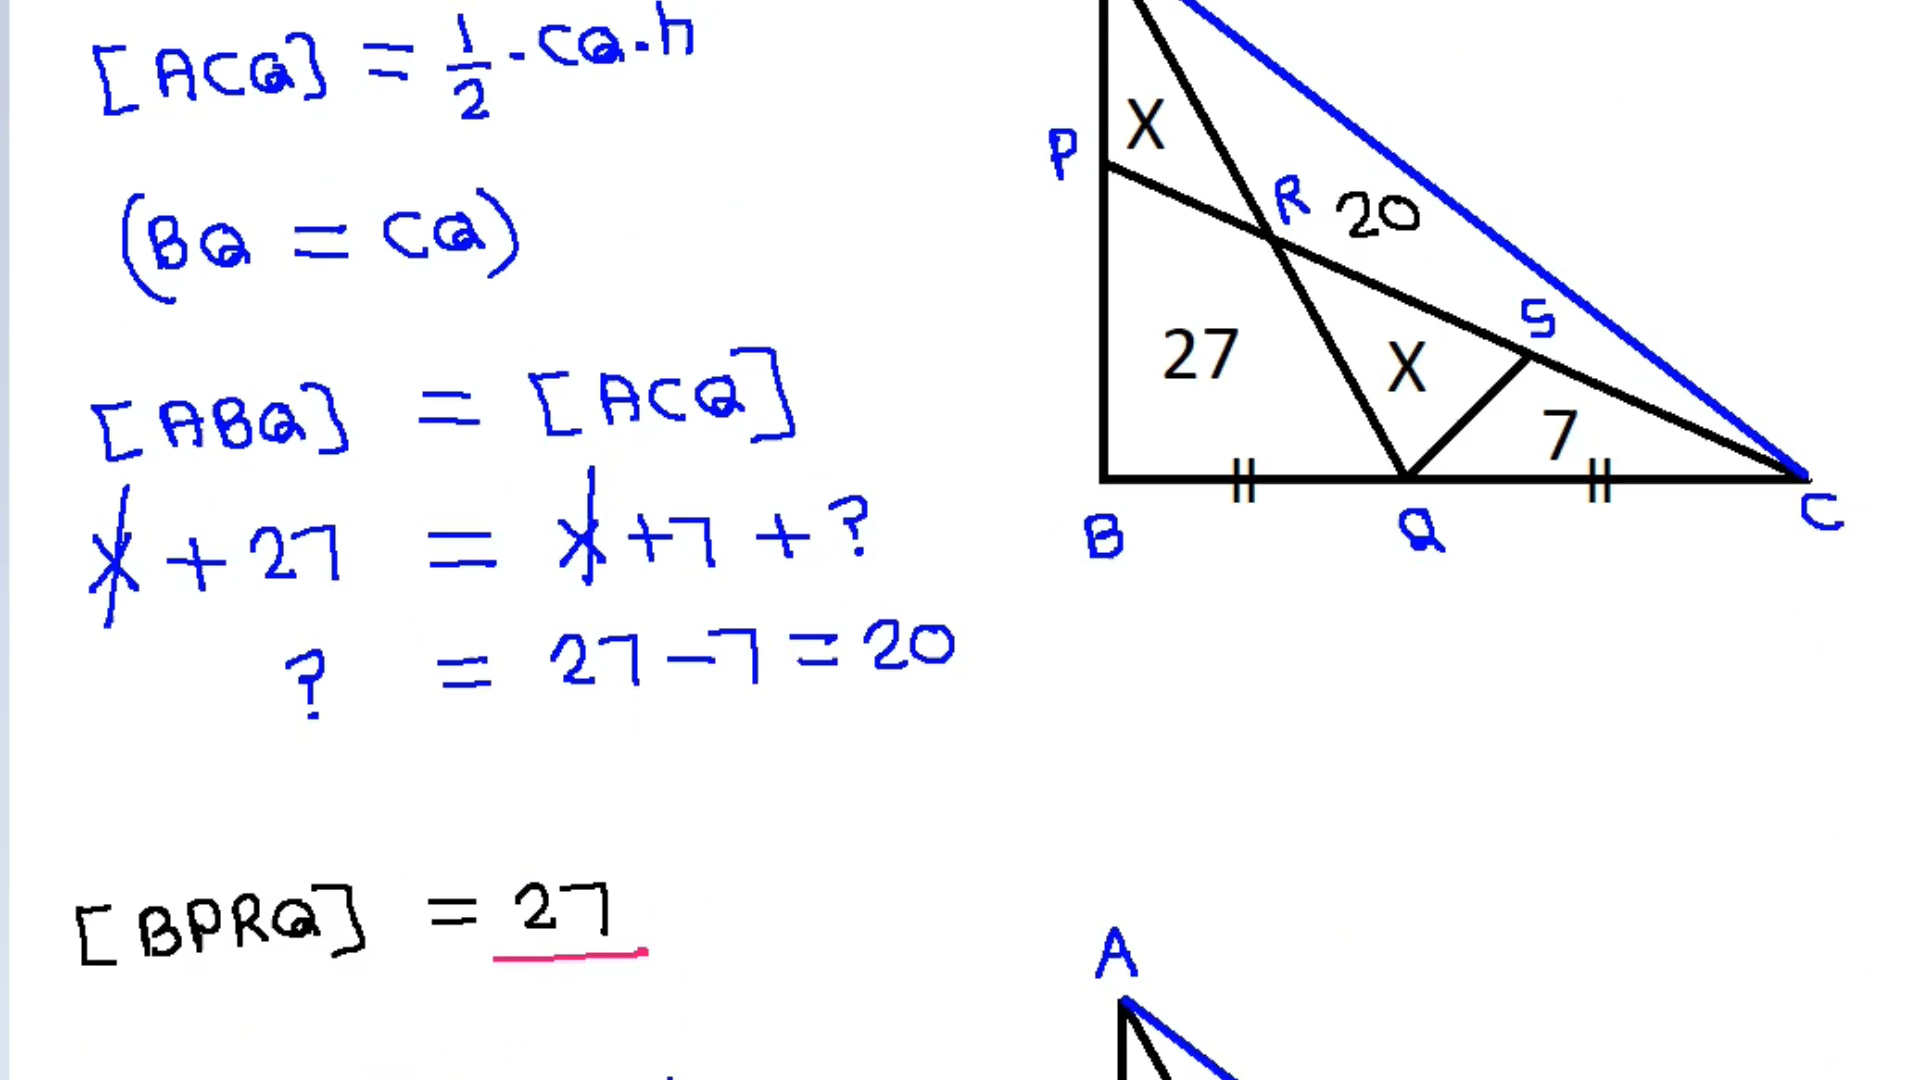 [ACQ] = 1/2 · CQ · h
(BQ = CQ)
[ABQ] = [ACQ]
X + 27 = X + 7 + ?
? = 27 - 7 = 20
[BPRQ] = 27
P
X
R
20
S
27
X
7
B
Q
C
A